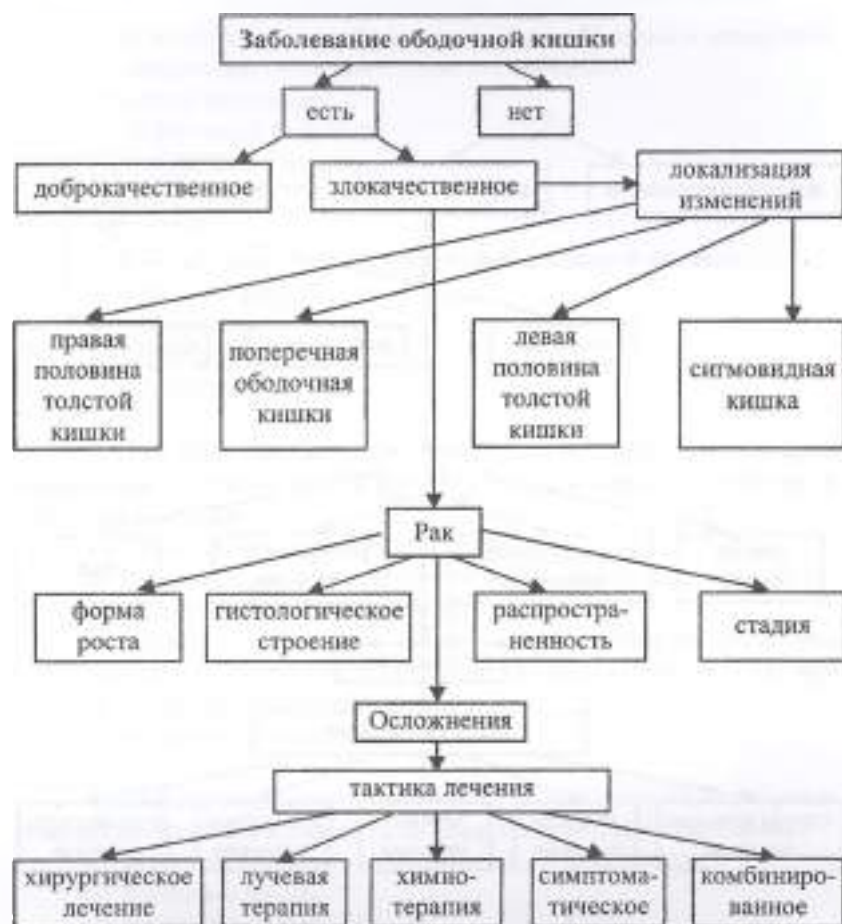 Заболевание ободочной кишки
есть
нет
доброкачественное
злокачественное
локализация
изменений
правая
половина
толстой
кишки
поперечная
ободочная
кишки
левая
половина
толстой
кишки
сигмовидная
кишка
Рак
форма
роста
гистологическое
строение
распростра-
ненность
стадия
Осложнения
тактика лечения
хирургическое
лечение
лучевая
терапия
химио-
терапия
симптома-
тическое
комбиниро-
ванное